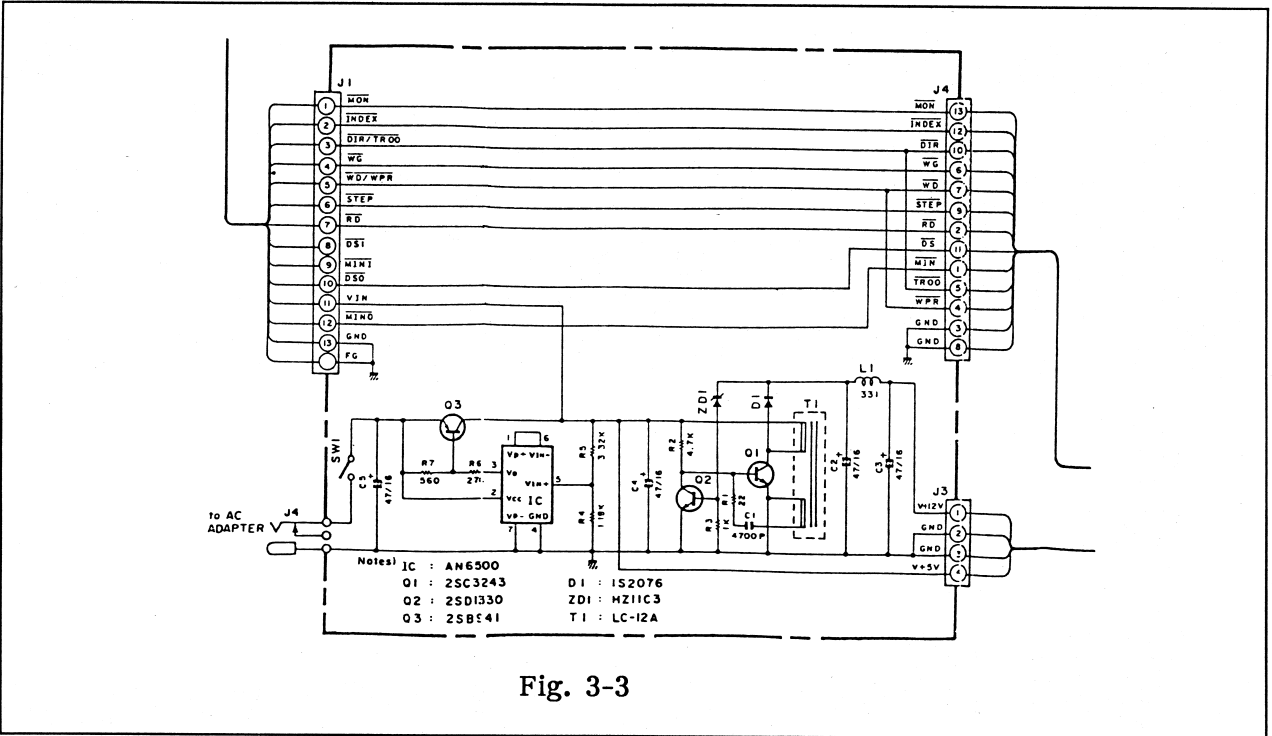 J1
1 MON
2 INDEX
3 DIR/TR00
4 WG
5 WD/WPR
6 STEP
7 RD
8 DS1
9 MIN1
10 DS0
11 VIN
12 MIN0
13 GND
FG
J4
MON 13
INDEX 12
DIR 10
WG 6
WD 7
STEP 9
RD 2
DS 11
MIN 1
TR00 5
WPR 4
GND 3
GND 8
SW1
C5
47/16
Q3
R7
560
R6
271
1 6
VP+ VIN-
3 VO
VIN+ 5
2 VCC IC
VP- GND
7 4
R5
3.32K
R4
1.18K
C4
47/16
R2
4.7K
Q2
R1
22
R3
1K
C1
4700P
Q1
ZD1
D1
T1
L1
331
C2
47/16
C3
47/16
J3
V+12V 1
GND 2
GND 3
V+5V 4
to AC
ADAPTER
J4
Notes)
IC : AN6500
Q1 : 2SC3243
Q2 : 2SD1330
Q3 : 2SB941
D1 : 1S2076
ZD1 : HZ11C3
T1 : LC-12A
Fig. 3-3